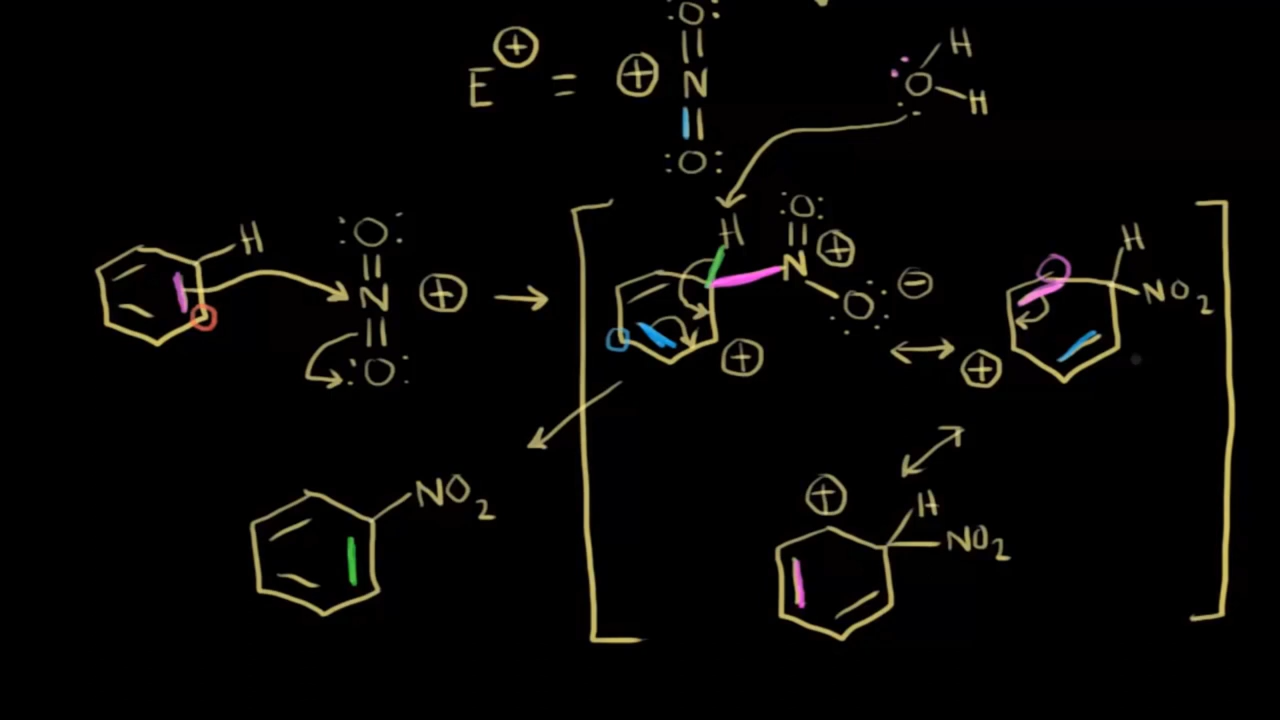 :O:
E⊕ = ⊕ N
:O:
:O: H
H
H :O: H :O:
N ⊕ N ⊕ H
:O: :O: ⊖ NO2
⊕ ⊕
NO2 ⊕ H
NO2